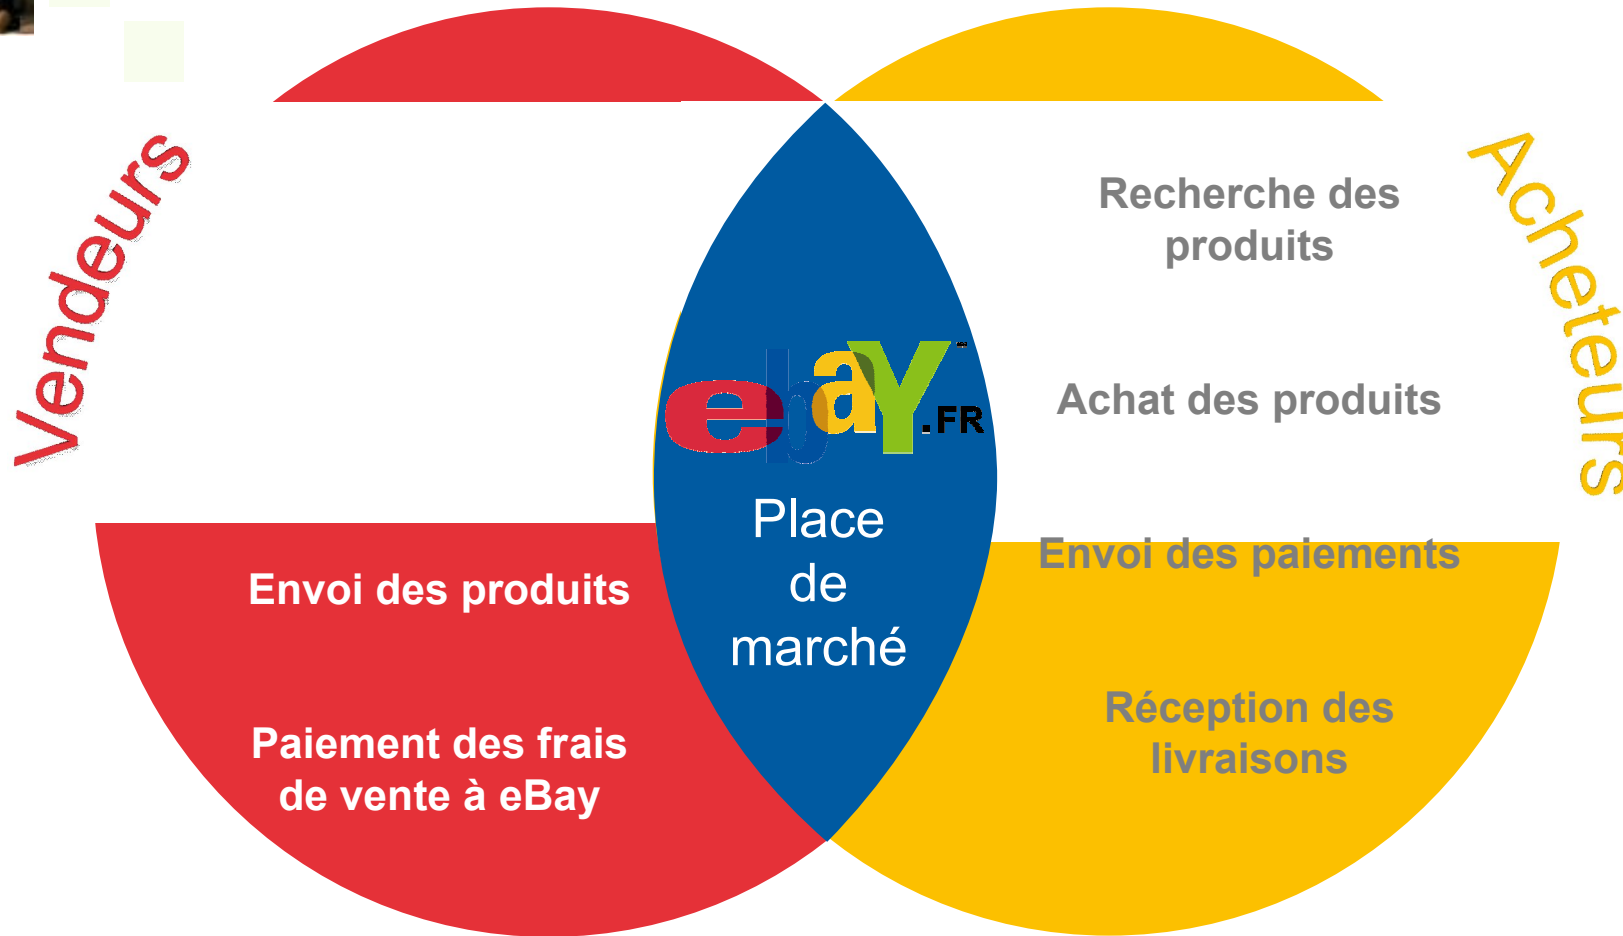 Vendeurs
Envoi des produits
Paiement des frais
de vente à eBay
ebaY™
.FR
Place
de
marché
Acheteurs
Recherche des
produits
Achat des produits
Envoi des paiements
Réception des
livraisons